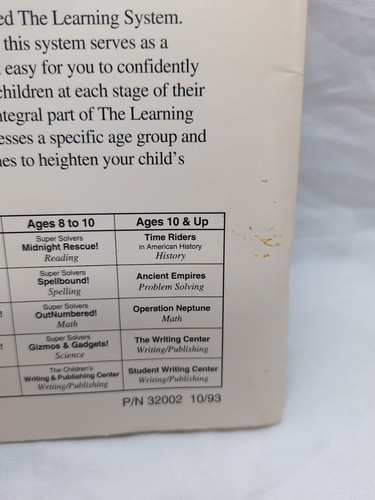 ed The Learning System.
this system serves as a
easy for you to confidently
children at each stage of their
ntegral part of The Learning
esses a specific age group and
nes to heighten your child's
Ages 8 to 10 Ages 10 & Up
Super Solvers
Midnight Rescue!
Reading
Time Riders
in American History
History
Super Solvers
Spellbound!
Spelling
Ancient Empires
Problem Solving
!
Super Solvers
OutNumbered!
Math
Operation Neptune
Math
!
Super Solvers
Gizmos & Gadgets!
Science
The Writing Center
Writing/Publishing
The Children's
Writing & Publishing Center
Writing/Publishing
Student Writing Center
Writing/Publishing
P/N 32002 10/93